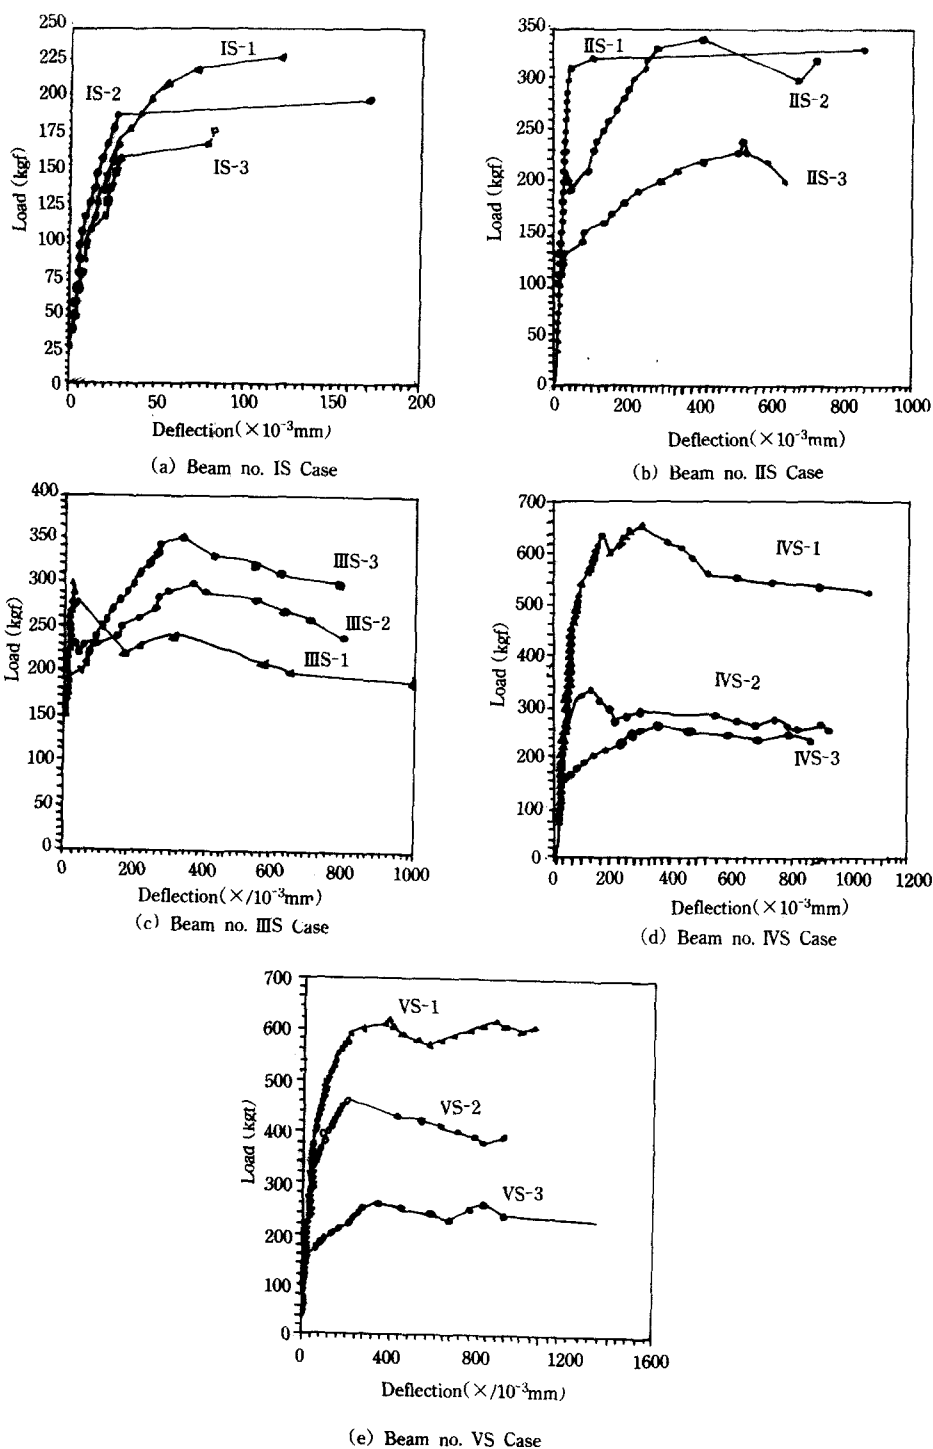 250
225
200
175
150
125
100
75
50
25
0
Load (kgf)
IS-1
IS-2
P
IS-3
0 50 100 150 200
Deflection(×10⁻³mm)
(a) Beam no. IS Case
350
300
250
200
150
100
50
0
Load (kgf)
ⅡS-1
ⅡS-2
ⅡS-3
0 200 400 600 800 1000
Deflection (×10⁻³mm)
(b) Beam no. ⅡS Case
400
350
300
250
200
150
100
50
0
Load (kgf)
ⅢS-3
ⅢS-2
ⅢS-1
0 200 400 600 800 1000
Deflection(×/10⁻³mm)
(c) Beam no. ⅢS Case
700
600
500
400
300
200
100
0
Load (kgf)
ⅣS-1
ⅣS-2
ⅣS-3
0 200 400 600 800 1000 1200
Deflection (×10⁻³mm)
(d) Beam no. ⅣS Case
700
600
500
400
300
200
100
0
Load (kgf)
VS-1
VS-2
VS-3
0 400 800 1200 1600
Deflection (×/10⁻³mm)
(e) Beam no. VS Case